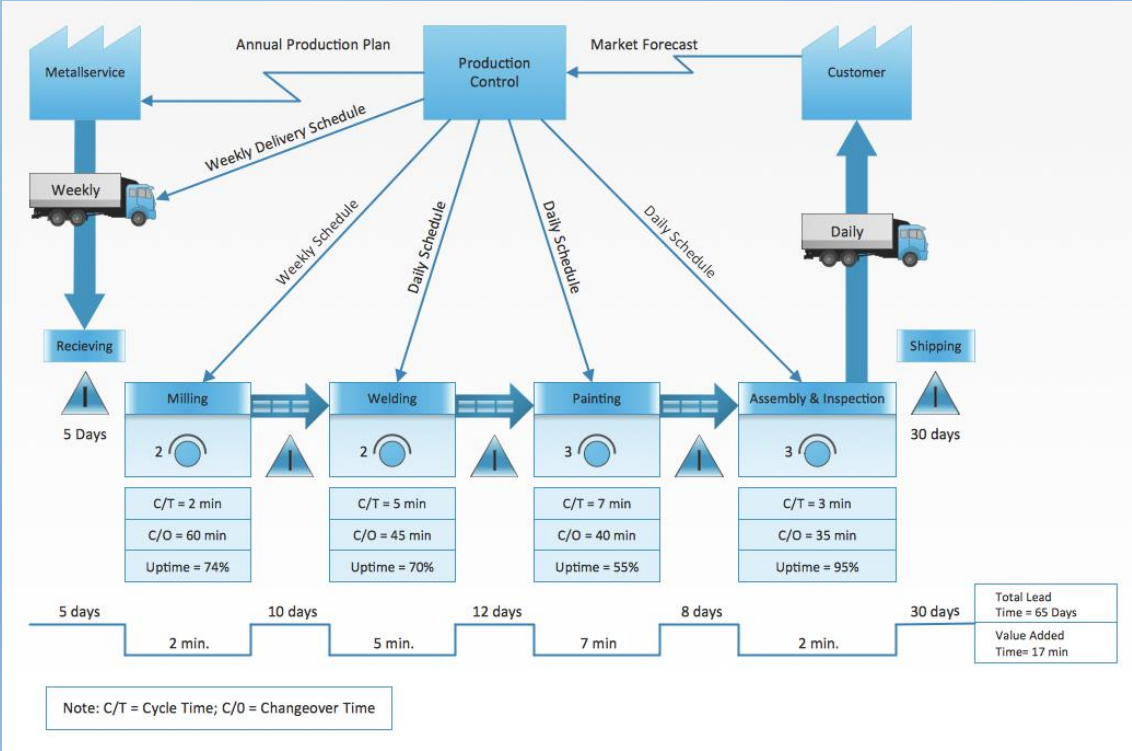 Metallservice
Annual Production Plan
Production
Control
Market Forecast
Customer
Weekly Delivery Schedule
Weekly
Weekly Schedule
Daily Schedule
Daily Schedule
Daily Schedule
Daily
Recieving
Shipping
I
5 Days
I
30 days
Milling
Welding
Painting
Assembly & Inspection
2
I
2
I
3
I
3
C/T = 2 min
C/T = 5 min
C/T = 7 min
C/T = 3 min
C/O = 60 min
C/O = 45 min
C/O = 40 min
C/O = 35 min
Uptime = 74%
Uptime = 70%
Uptime = 55%
Uptime = 95%
5 days
10 days
12 days
8 days
30 days
2 min.
5 min.
7 min
2 min.
Total Lead
Time = 65 Days
Value Added
Time= 17 min
Note: C/T = Cycle Time; C/0 = Changeover Time